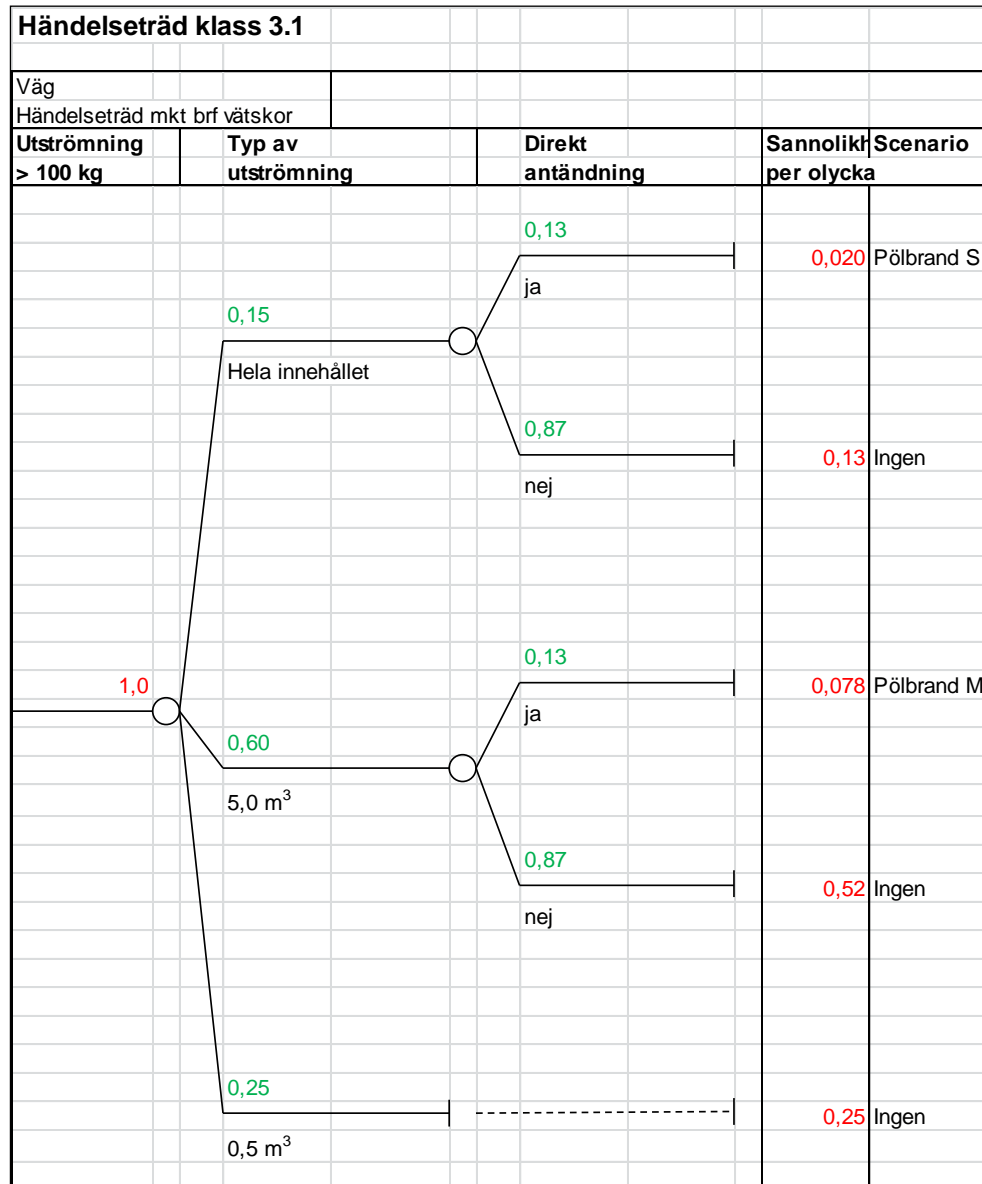 Händelseträd klass 3.1
Väg
Händelseträd mkt brf vätskor
Utströmning Typ av Direkt Sannolikh Scenario
> 100 kg utströmning antändning per olycka
0,13
0,020 Pölbrand S
ja
0,15
Hela innehållet
0,87
0,13 Ingen
nej
0,13
1,0 0,078 Pölbrand M
ja
0,60
5,0 m³
0,87
0,52 Ingen
nej
0,25
0,25 Ingen
0,5 m³